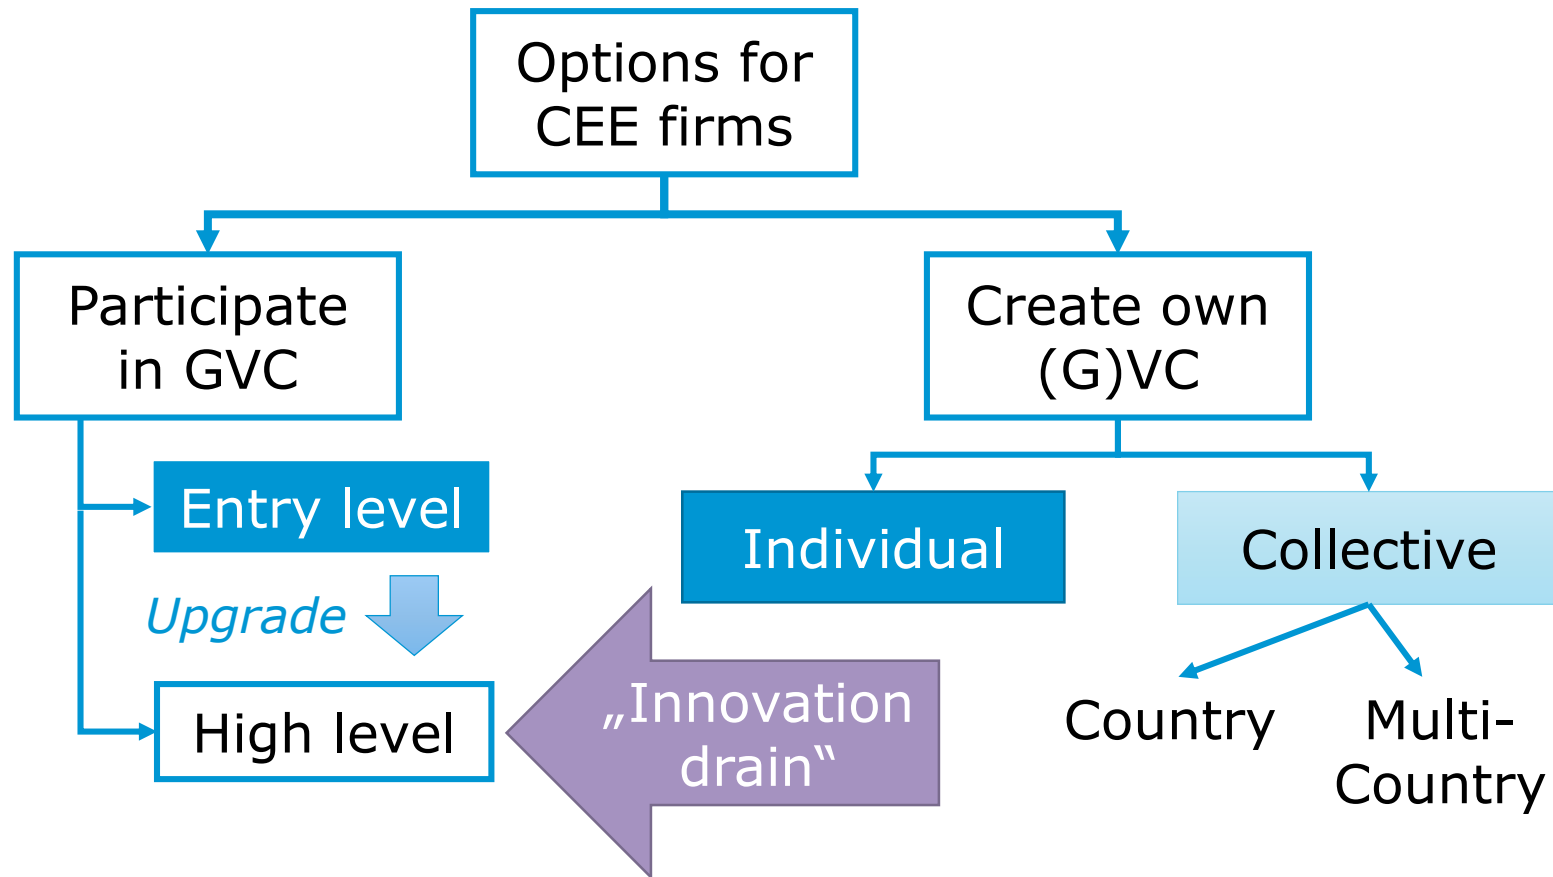 Options for
CEE firms
Participate
in GVC
Create own
(G)VC
Entry level
Individual
Collective
Upgrade
High level
„Innovation
drain“
Country
Multi-
Country